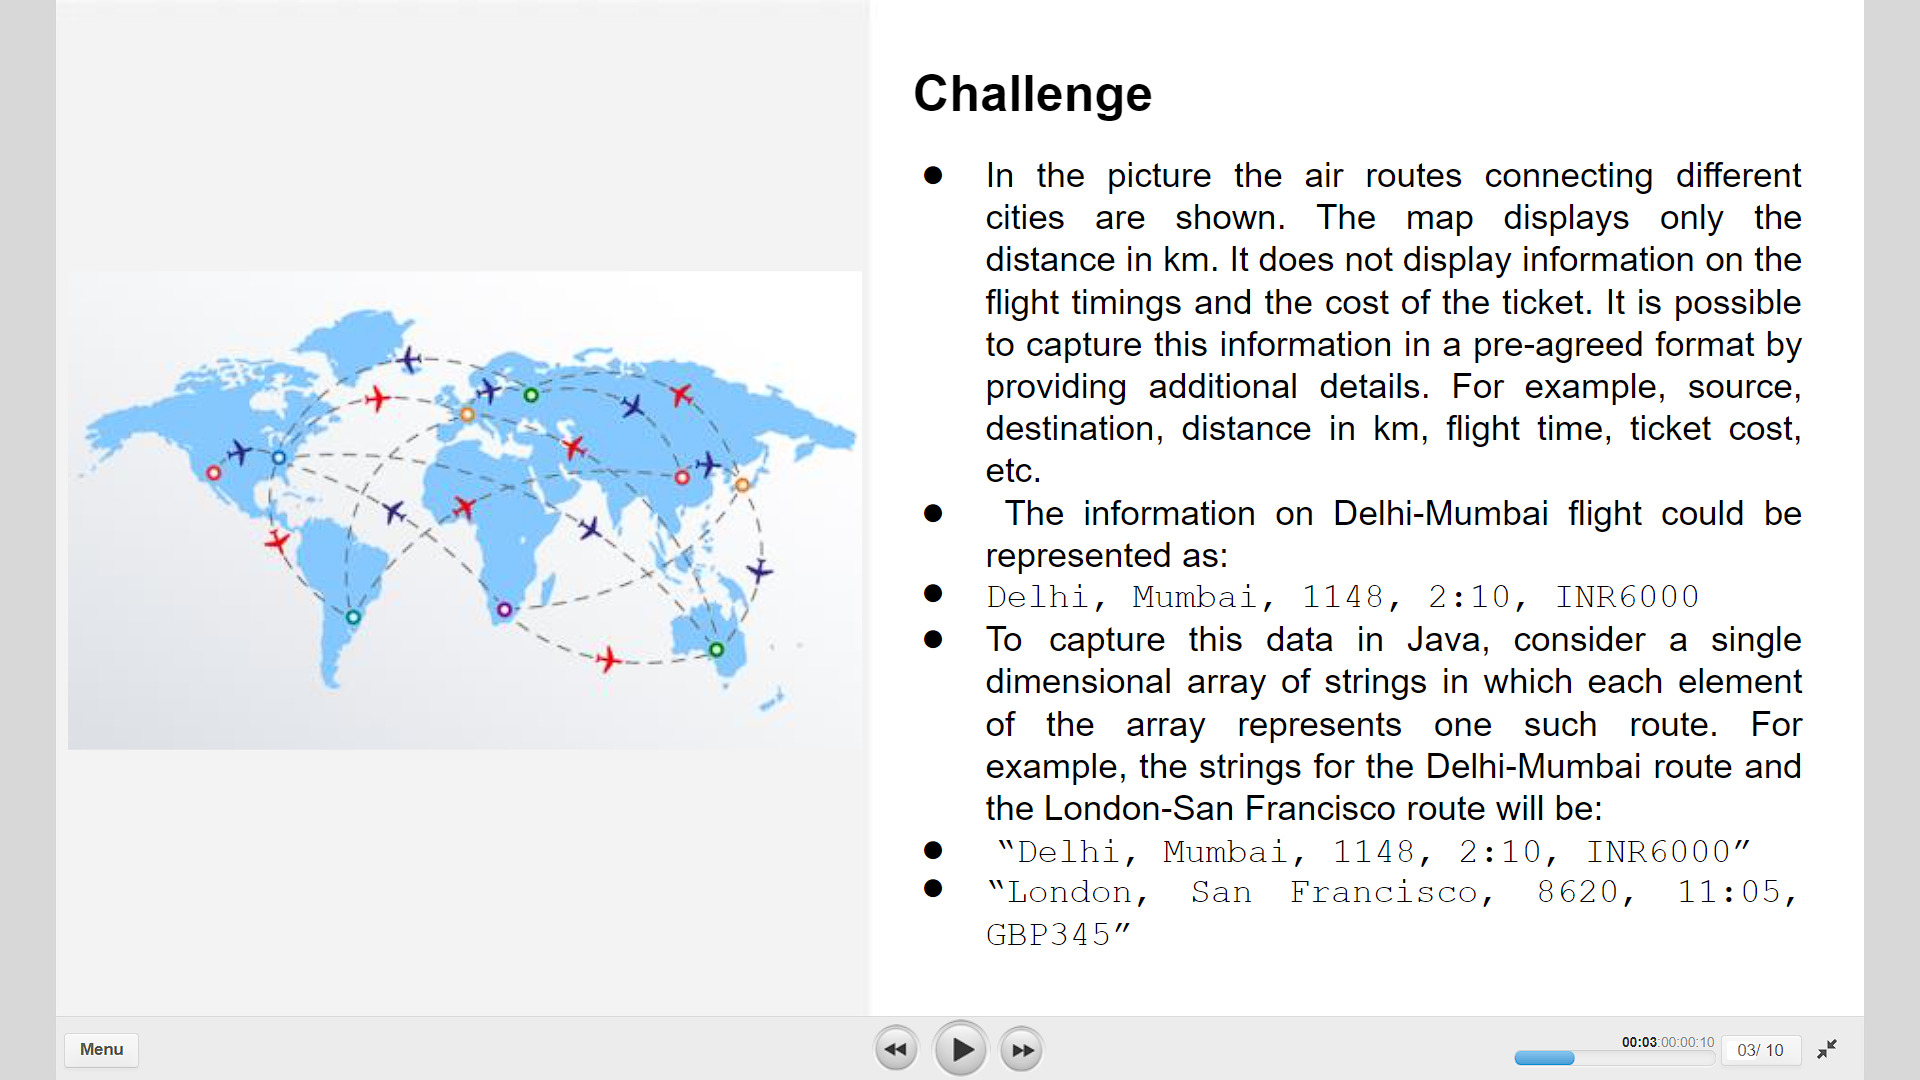 Challenge
● In the picture the air routes connecting different
cities are shown. The map displays only the
distance in km. It does not display information on the
flight timings and the cost of the ticket. It is possible
to capture this information in a pre-agreed format by
providing additional details. For example, source,
destination, distance in km, flight time, ticket cost,
etc.
● The information on Delhi-Mumbai flight could be
represented as:
● Delhi, Mumbai, 1148, 2:10, INR6000
● To capture this data in Java, consider a single
dimensional array of strings in which each element
of the array represents one such route. For
example, the strings for the Delhi-Mumbai route and
the London-San Francisco route will be:
● “Delhi, Mumbai, 1148, 2:10, INR6000”
● “London, San Francisco, 8620, 11:05,
GBP345”
Menu
00:03:00:00:10
03/ 10